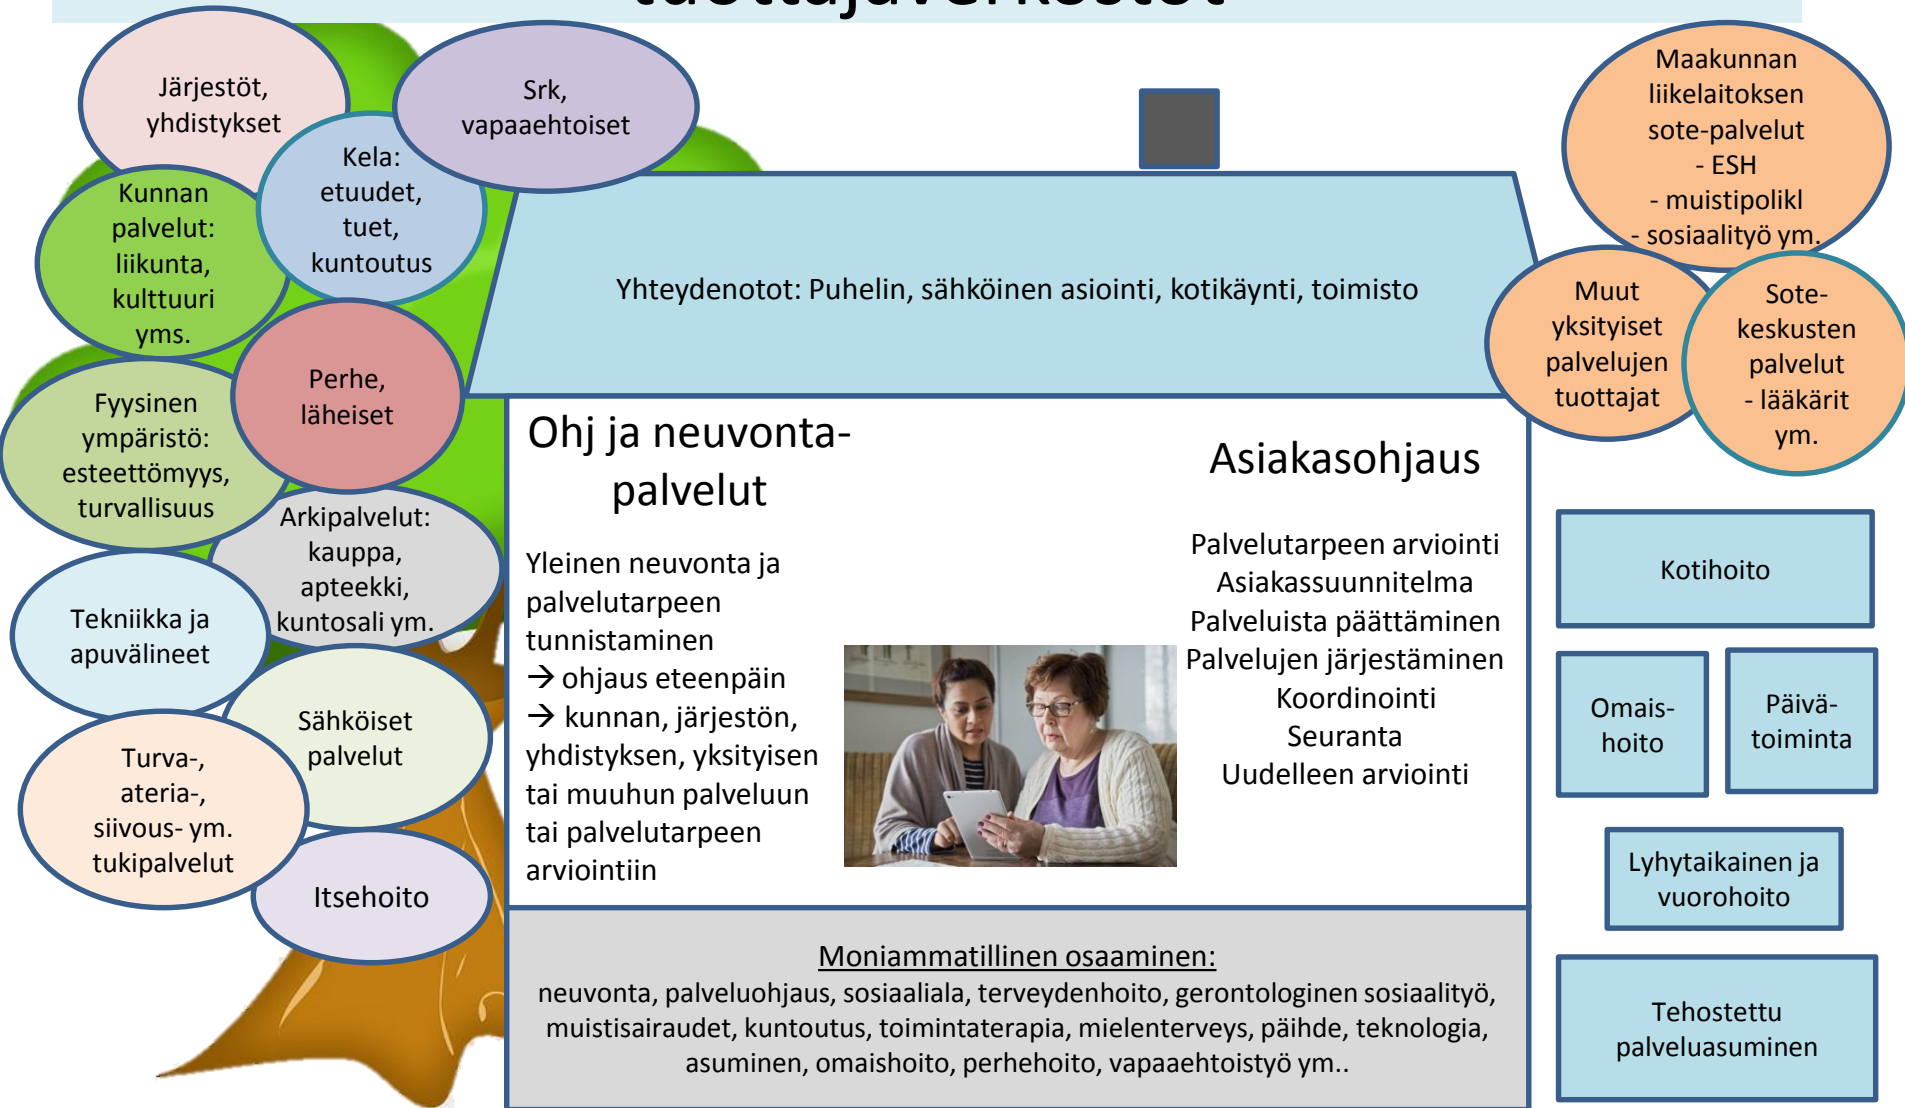 tuottajaverkostot
Järjestöt,
yhdistykset
Srk,
vapaaehtoiset
Kela:
etuudet,
tuet,
kuntoutus
Kunnan
palvelut:
liikunta,
kulttuuri
yms.
Perhe,
läheiset
Fyysinen
ympäristö:
esteettömyys,
turvallisuus
Arkipalvelut:
kauppa,
apteekki,
kuntosali ym.
Tekniikka ja
apuvälineet
Sähköiset
palvelut
Turva-,
ateria-,
siivous- ym.
tukipalvelut
Itsehoito
Yhteydenotot: Puhelin, sähköinen asiointi, kotikäynti, toimisto
Ohj ja neuvonta-
palvelut
Yleinen neuvonta ja
palvelutarpeen
tunnistaminen
→ ohjaus eteenpäin
→ kunnan, järjestön,
yhdistyksen, yksityisen
tai muuhun palveluun
tai palvelutarpeen
arviointiin
Asiakasohjaus
Palvelutarpeen arviointi
Asiakassuunnitelma
Palveluista päättäminen
Palvelujen järjestäminen
Koordinointi
Seuranta
Uudelleen arviointi
Moniammatillinen osaaminen:
neuvonta, palveluohjaus, sosiaaliala, terveydenhoito, gerontologinen sosiaalityö,
muistisairaudet, kuntoutus, toimintaterapia, mielenterveys, päihde, teknologia,
asuminen, omaishoito, perhehoito, vapaaehtoistyö ym..
Maakunnan
liikelaitoksen
sote-palvelut
- ESH
- muistipolikl
- sosiaalityö ym.
Muut
yksityiset
palvelujen
tuottajat
Sote-
keskusten
palvelut
- lääkärit
ym.
Kotihoito
Omais-
hoito
Päivä-
toiminta
Lyhytaikainen ja
vuorohoito
Tehostettu
palveluasuminen